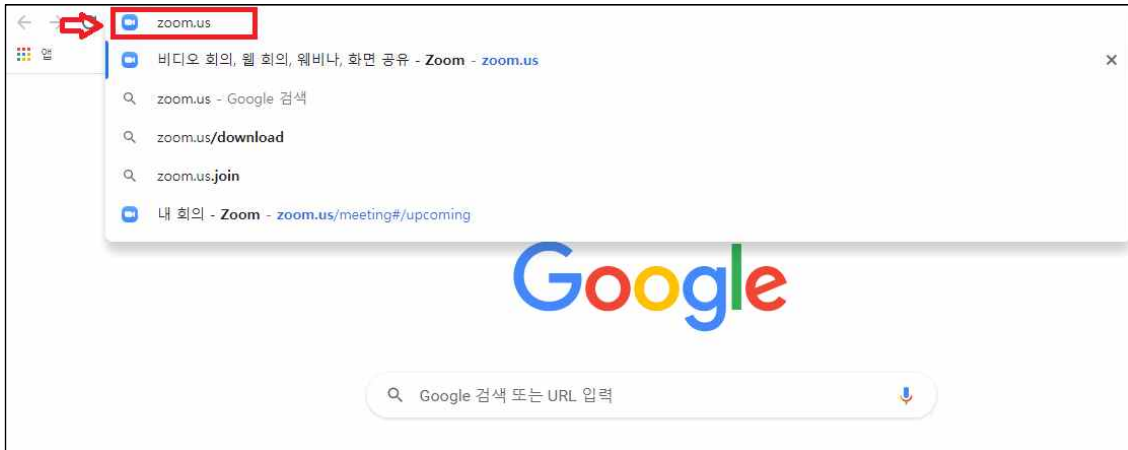 zoom.us
앱
비디오 회의, 웹 회의, 웨비나, 화면 공유 - Zoom - zoom.us
zoom.us - Google 검색
zoom.us/download
zoom.us.join
내 회의 - Zoom - zoom.us/meeting#/upcoming
Google
Google 검색 또는 URL 입력